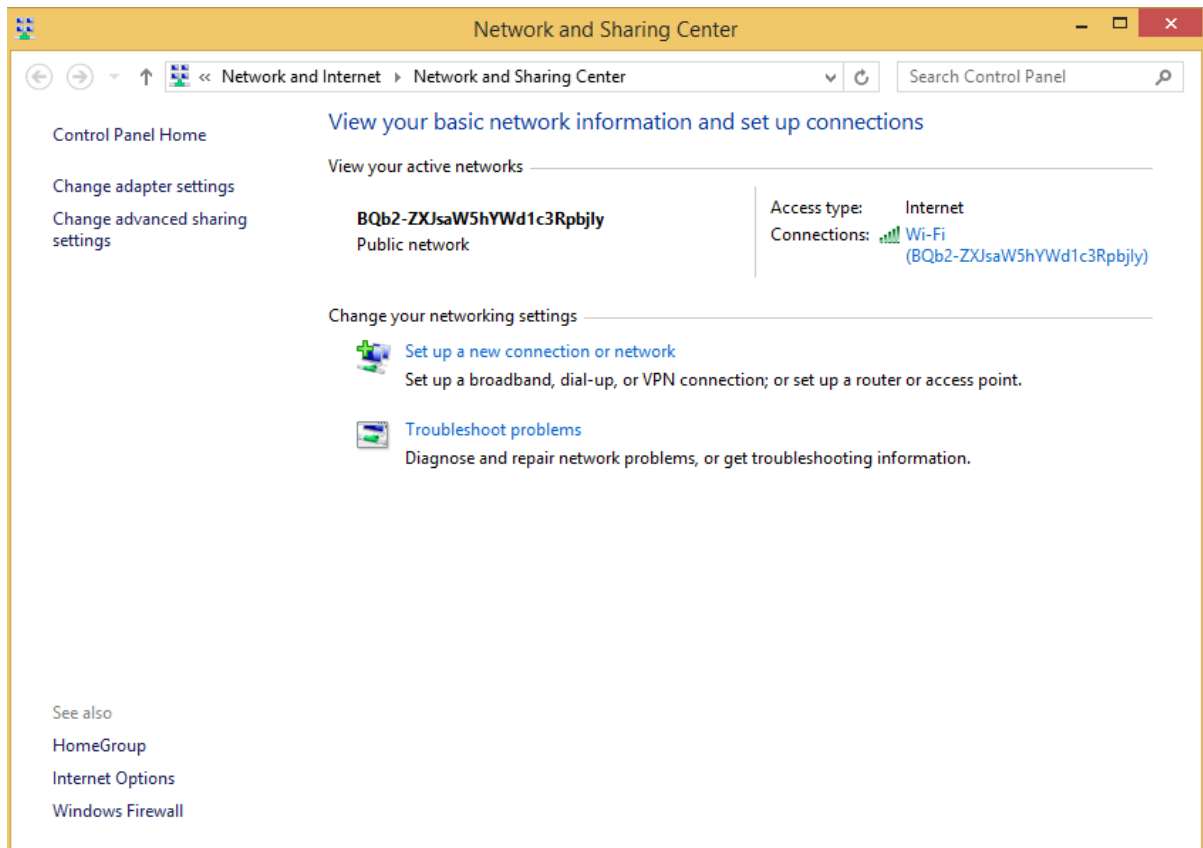 Network and Sharing Center
« Network and Internet ▸ Network and Sharing Center
Search Control Panel
Control Panel Home
Change adapter settings
Change advanced sharing
settings
View your basic network information and set up connections
View your active networks
BQb2-ZXJsaW5hYWd1c3Rpbjly
Public network
Access type: Internet
Connections: Wi-Fi
(BQb2-ZXJsaW5hYWd1c3Rpbjly)
Change your networking settings
Set up a new connection or network
Set up a broadband, dial-up, or VPN connection; or set up a router or access point.
Troubleshoot problems
Diagnose and repair network problems, or get troubleshooting information.
See also
HomeGroup
Internet Options
Windows Firewall